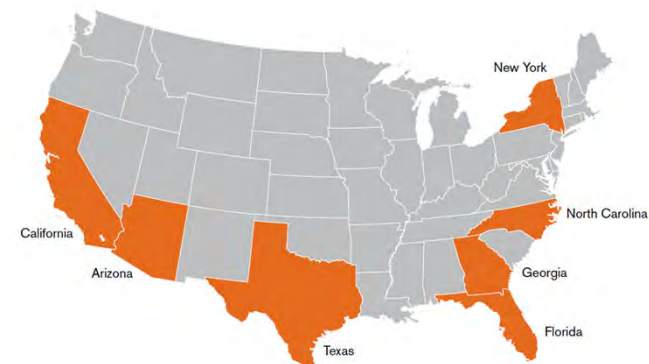 New York
North Carolina
California
Georgia
Arizona
Florida
Texas